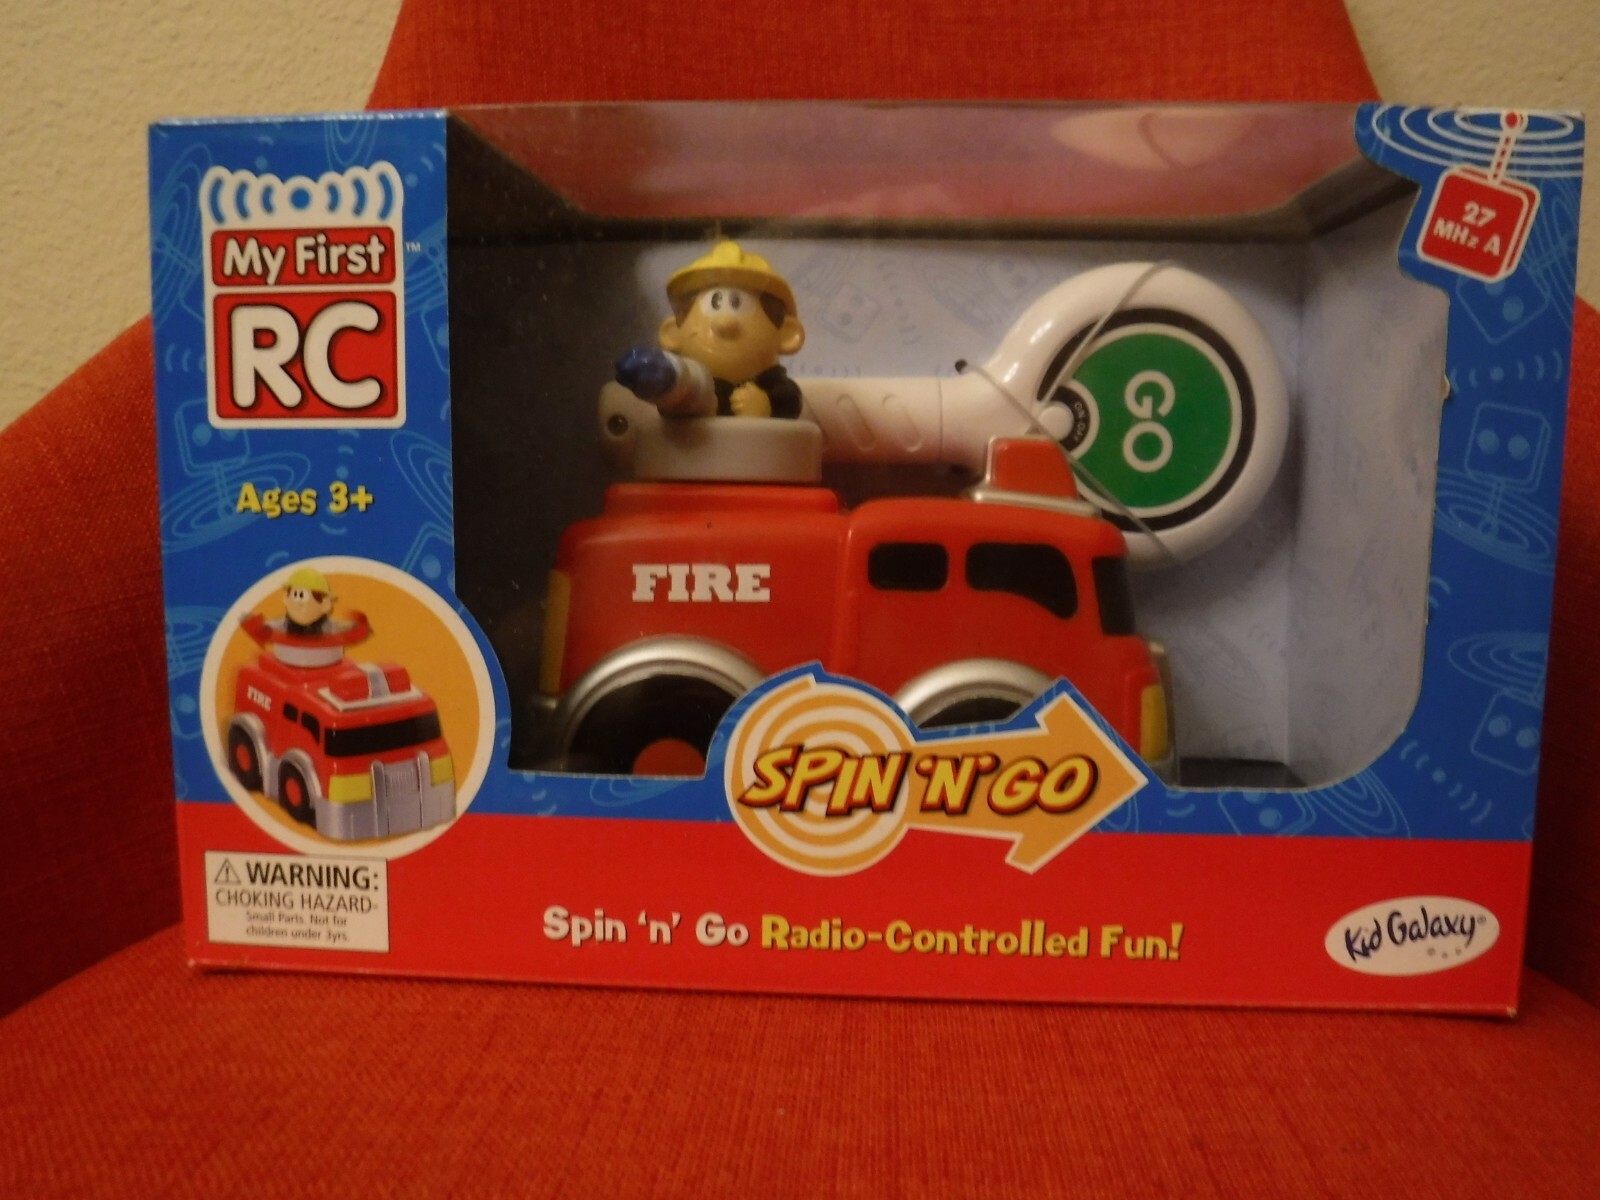 My First™
RC
27
MHz A
GO
Ages 3+
FIRE
FIRE
SPIN 'N' GO
WARNING:
CHOKING HAZARD-
Small Parts. Not for
children under 3yrs.
Spin 'n' Go Radio-Controlled Fun!
Kid Galaxy®